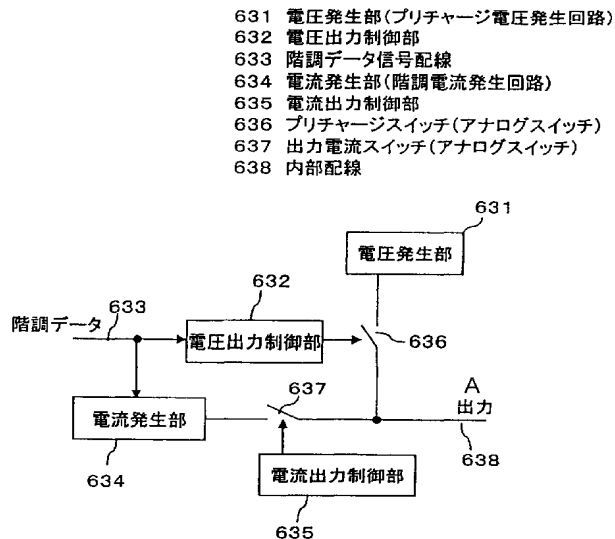 631 電圧発生部(プリチャージ電圧発生回路)
632 電圧出力制御部
633 階調データ信号配線
634 電流発生部(階調電流発生回路)
635 電流出力制御部
636 プリチャージスイッチ(アナログスイッチ)
637 出力電流スイッチ(アナログスイッチ)
638 内部配線
631
電圧発生部
632
633
階調データ
電圧出力制御部
636
637
A
出力
電流発生部
638
634
電流出力制御部
635